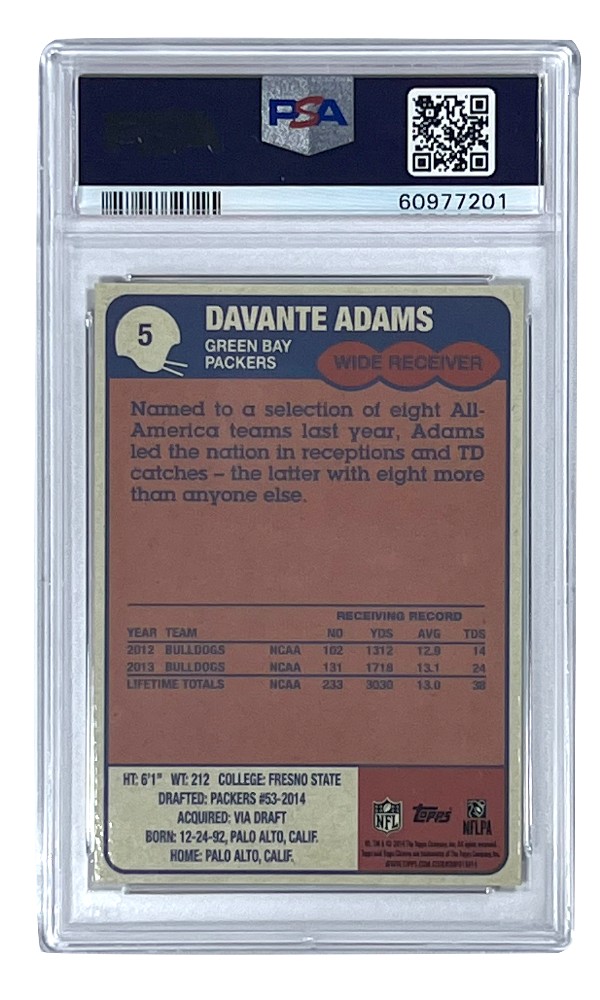 PSA
60977201
5
DAVANTE ADAMS
GREEN BAY
PACKERS
WIDE RECEIVER
Named to a selection of eight All-
America teams last year, Adams
led the nation in receptions and TD
catches – the latter with eight more
than anyone else.
RECEIVING RECORD
YEAR TEAM NO YDS AVG TDS
2012 BULLDOGS NCAA 102 1312 12.9 14
2013 BULLDOGS NCAA 131 1718 13.1 24
LIFETIME TOTALS NCAA 233 3030 13.0 38
HT: 6'1" WT: 212 COLLEGE: FRESNO STATE
DRAFTED: PACKERS #53-2014
ACQUIRED: VIA DRAFT
BORN: 12-24-92, PALO ALTO, CALIF.
HOME: PALO ALTO, CALIF.
NFL Topps NFLPA